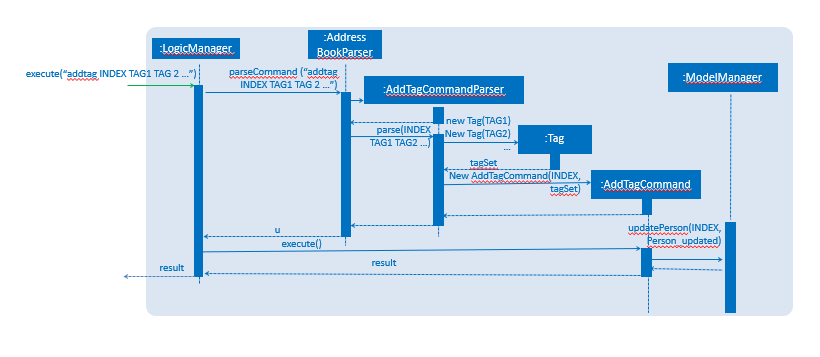 :Address
BookParser
:LogicManager
execute(“addtag INDEX TAG1 TAG 2 …”)
parseCommand (“addtag
INDEX TAG1 TAG 2 …”)
:ModelManager
:AddTagCommandParser
new Tag(TAG1)
New Tag(TAG2)
…
parse(INDEX
TAG1 TAG2 …)
:Tag
tagSet
New AddTagCommand(INDEX,
tagSet)
:AddTagCommand
u
updatePerson(INDEX,
Person_updated)
execute()
result
result